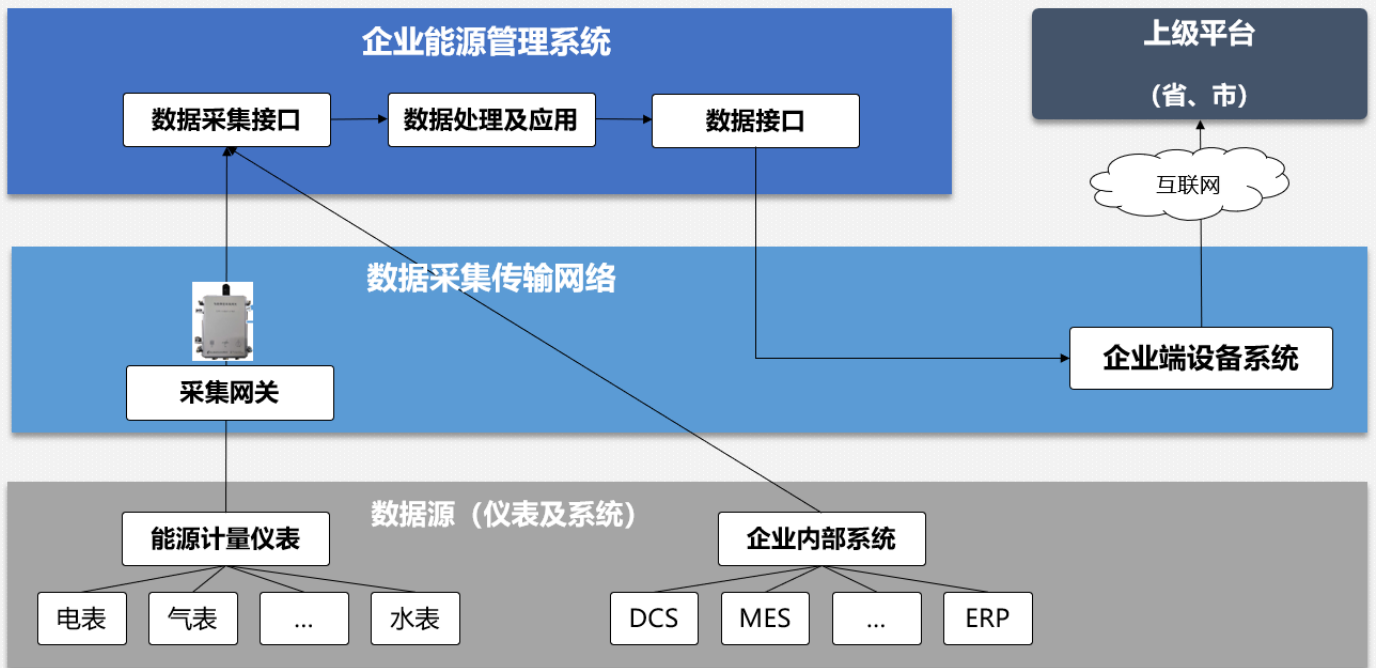 企业能源管理系统
上级平台
（省、市）
数据采集接口
数据处理及应用
数据接口
互联网
数据采集传输网络
企业端设备系统
采集网关
数据源（仪表及系统）
能源计量仪表
企业内部系统
电表
气表
...
水表
DCS
MES
...
ERP